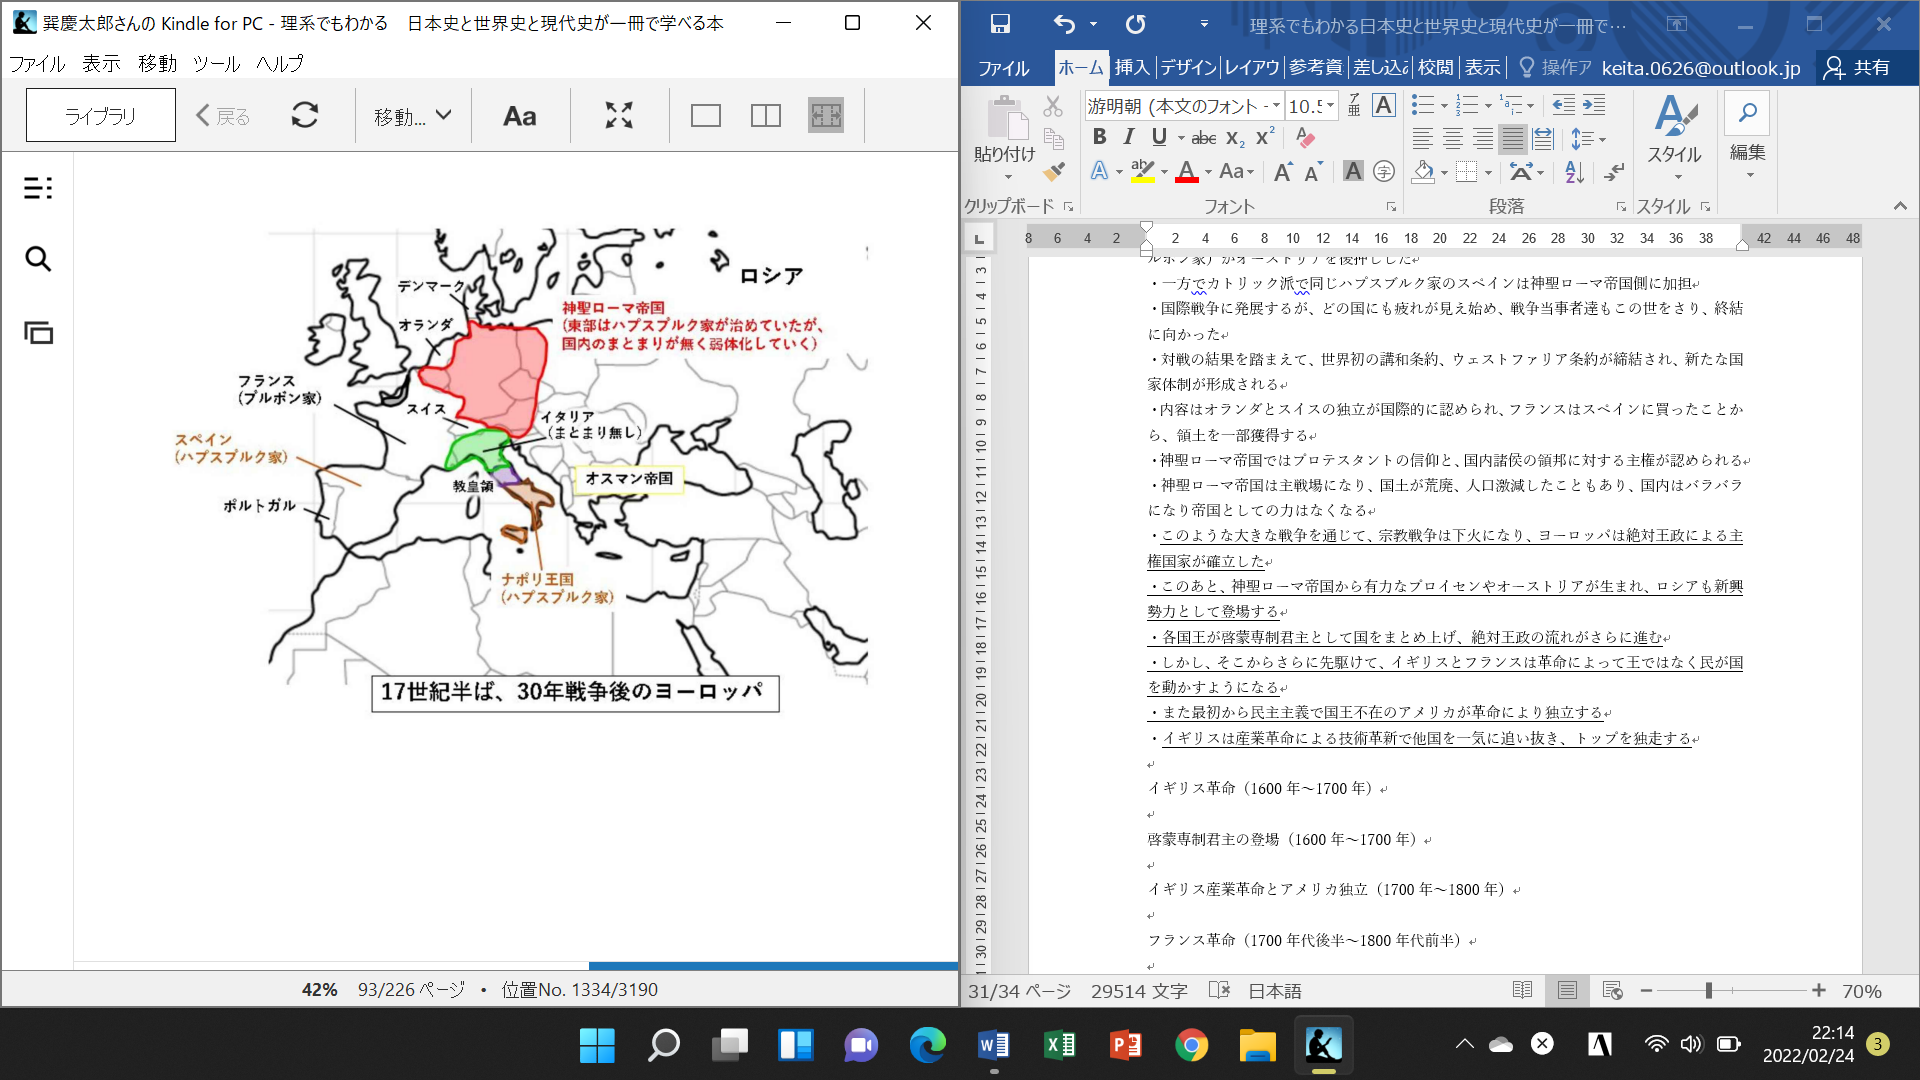 巽慶太郎さんの Kindle for PC - 理系でもわかる　日本史と世界史と現代史が一冊で学べる本
ファイル 表示 移動 ツール ヘルプ
ライブラリ 戻る 移動... Aa
ロシア
デンマーク
神聖ローマ帝国
(東部はハプスブルク家が治めていたが、
国内のまとまりが無く弱体化していく)
オランダ
フランス
(ブルボン家)
スイス
イタリア
(まとまり無し)
スペイン
(ハプスブルク家)
オスマン帝国
教皇領
ポルトガル
ナポリ王国
(ハプスブルク家)
17世紀半ば、30年戦争後のヨーロッパ
42% 93/226 ページ ・ 位置No. 1334/3190
理系でもわかる日本史と世界史と現代史が一冊で…
ファイル ホーム 挿入 デザイン レイアウ 参考資 差し込 校閲 表示 操作ア keita.0626@outlook.jp 共有
游明朝 (本文のフォント - 10.5
貼り付け
スタイル
編集
クリップボード フォント 段落 スタイル
8 6 4 2 2 4 6 8 10 12 14 16 18 20 22 24 26 28 30 32 34 36 38 42 44 46 48
ルボン家）がオーストリアを後押しした
・一方でカトリック派で同じハプスブルク家のスペインは神聖ローマ帝国側に加担
・国際戦争に発展するが、どの国にも疲れが見え始め、戦争当事者達もこの世をさり、終結
に向かった
・対戦の結果を踏まえて、世界初の講和条約、ウェストファリア条約が締結され、新たな国
家体制が形成される
・内容はオランダとスイスの独立が国際的に認められ、フランスはスペインに買ったことか
ら、領土を一部獲得する
・神聖ローマ帝国ではプロテスタントの信仰と、国内諸侯の領邦に対する主権が認められる
・神聖ローマ帝国は主戦場になり、国土が荒廃、人口激減したこともあり、国内はバラバラ
になり帝国としての力はなくなる
・このような大きな戦争を通じて、宗教戦争は下火になり、ヨーロッパは絶対王政による主
権国家が確立した
・このあと、神聖ローマ帝国から有力なプロイセンやオーストリアが生まれ、ロシアも新興
勢力として登場する
・各国王が啓蒙専制君主として国をまとめ上げ、絶対王政の流れがさらに進む
・しかし、そこからさらに先駆けて、イギリスとフランスは革命によって王ではなく民が国
を動かすようになる
・また最初から民主主義で国王不在のアメリカが革命により独立する
・イギリスは産業革命による技術革新で他国を一気に追い抜き、トップを独走する
イギリス革命（1600 年～1700 年）
啓蒙専制君主の登場（1600 年～1700 年）
イギリス産業革命とアメリカ独立（1700 年～1800 年）
フランス革命（1700 年代後半～1800 年代前半）
31/34 ページ 29514 文字 日本語 70%
22:14
2022/02/24
3